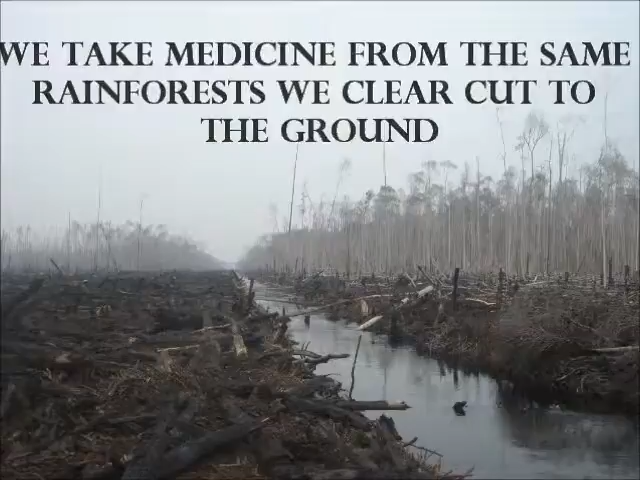 WE TAKE MEDICINE FROM THE SAME
RAINFORESTS WE CLEAR CUT TO
THE GROUND